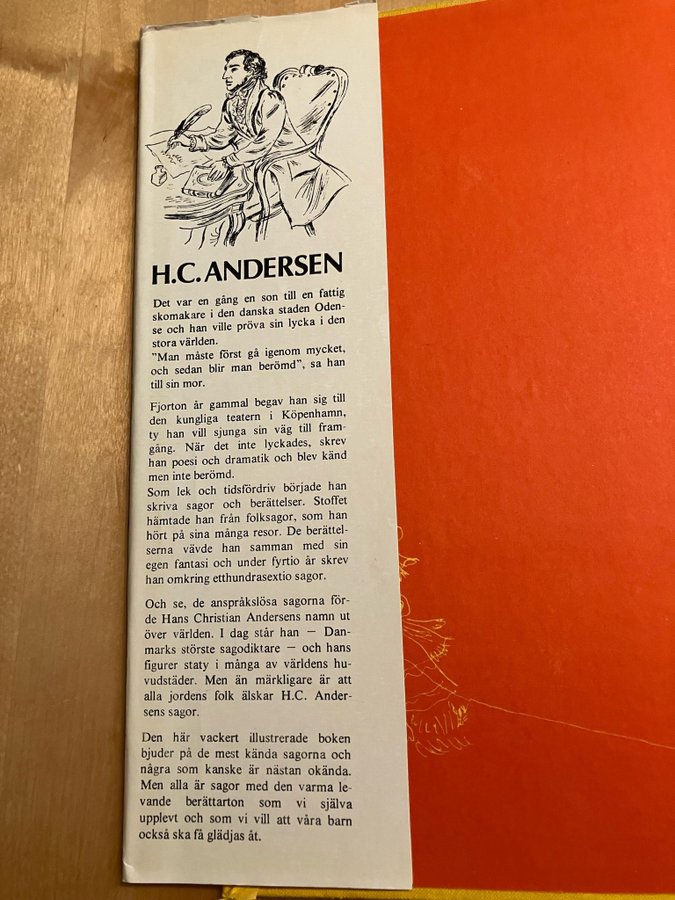 H.C. ANDERSEN
Det var en gång en son till en fattig
skomakare i den danska staden Oden-
se och han ville pröva sin lycka i den
stora världen.
"Man måste först gå igenom mycket,
och sedan blir man berömd", sa han
till sin mor.
Fjorton år gammal begav han sig till
den kungliga teatern i Köpenhamn,
ty han vill sjunga sin väg till fram-
gång. När det inte lyckades, skrev
han poesi och dramatik och blev känd
men inte berömd.
Som lek och tidsfördriv började han
skriva sagor och berättelser. Stoffet
hämtade han från folksagor, som han
hört på sina många resor. De berättel-
serna vävde han samman med sin
egen fantasi och under fyrtio år skrev
han omkring etthundrasextio sagor.
Och se, de anspråkslösa sagorna för-
de Hans Christian Andersens namn ut
över världen. I dag står han — Dan-
marks störste sagodiktare — och hans
figurer staty i många av världens hu-
vudstäder. Men än märkligare är att
alla jordens folk älskar H.C. Ander-
sens sagor.
Den här vackert illustrerade boken
bjuder på de mest kända sagorna och
några som kanske är nästan okända.
Men alla är sagor med den varma le-
vande berättarton som vi själva
upplevt och som vi vill att våra barn
också ska få glädjas åt.